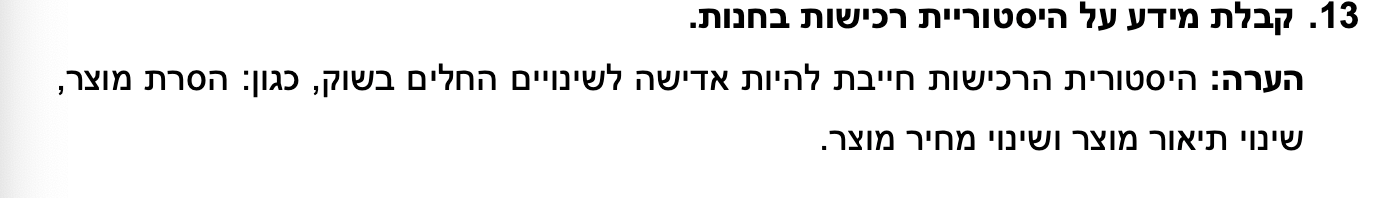 13. קבלת מידע על היסטוריית רכישות בחנות.
הערה: היסטורית הרכישות חייבת להיות אדישה לשינויים החלים בשוק, כגון: הסרת מוצר,
שינוי תיאור מוצר ושינוי מחיר מוצר.